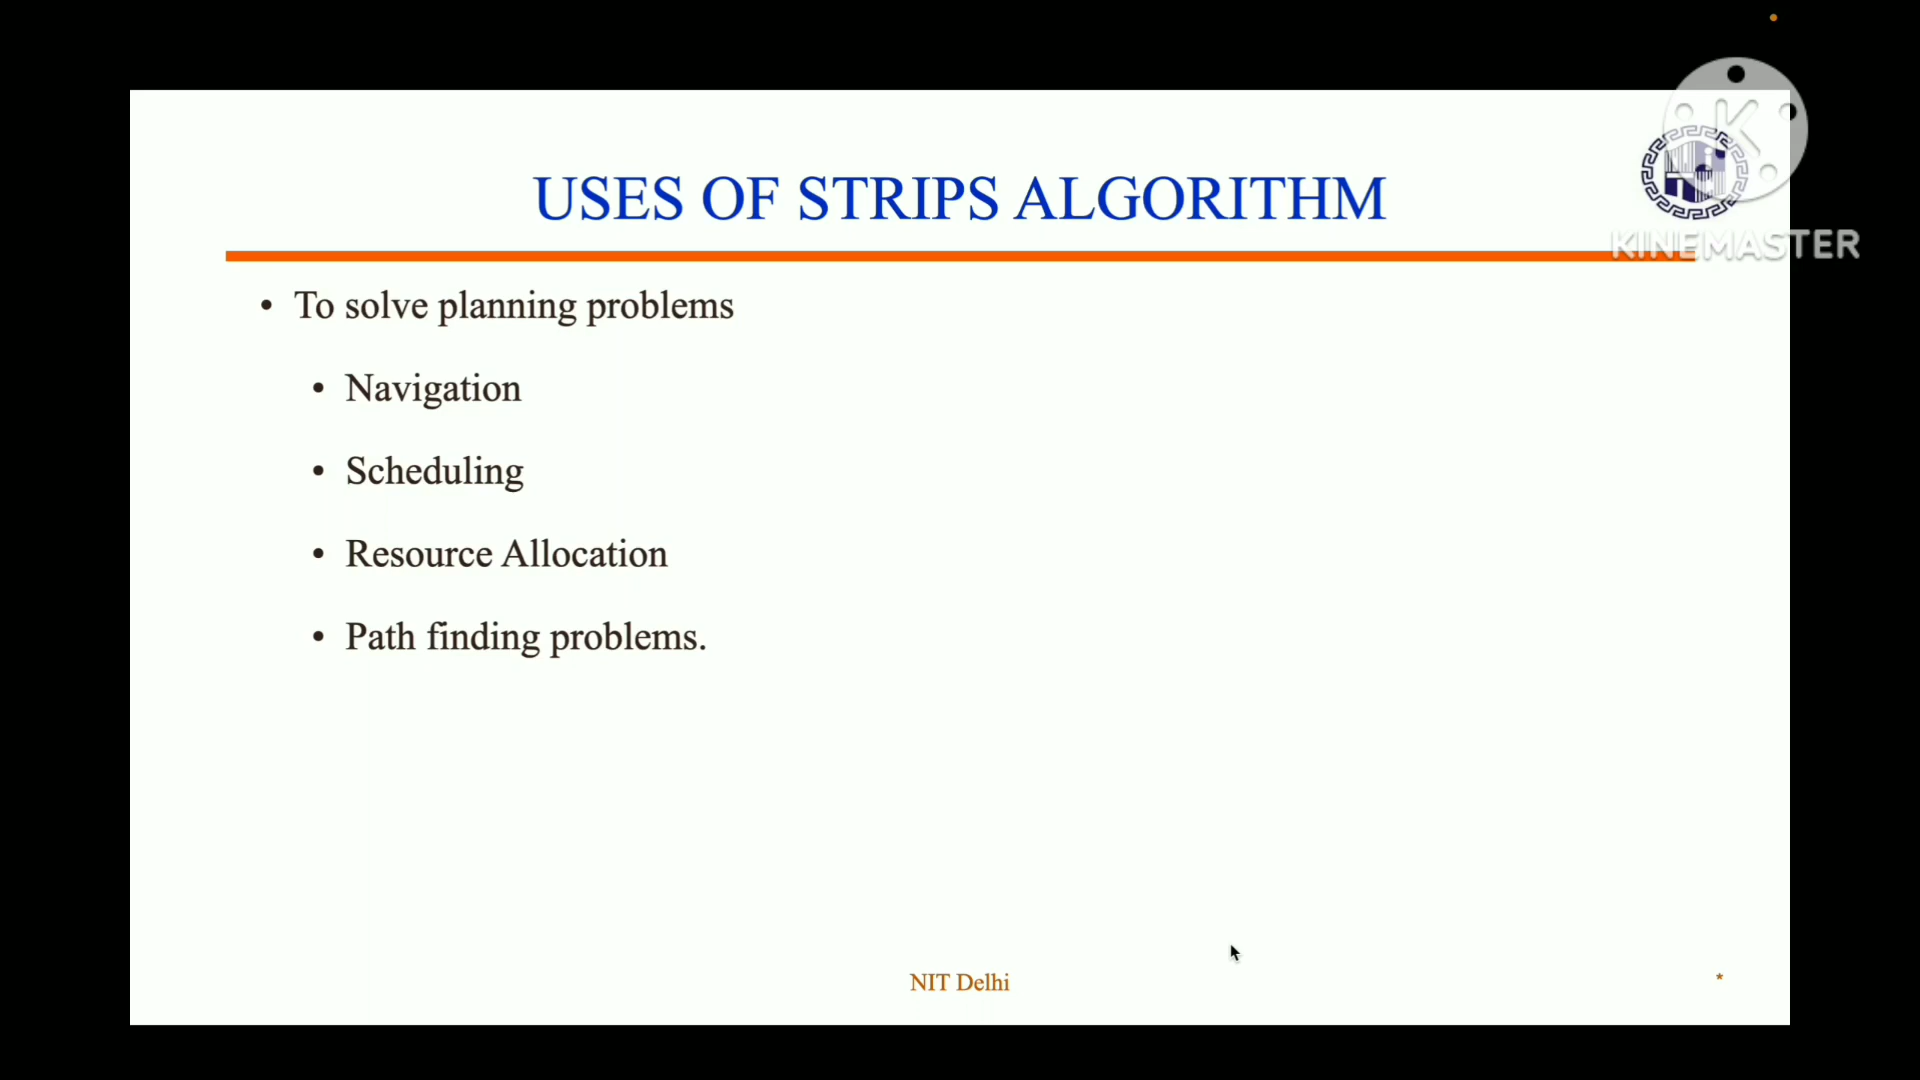 USES OF STRIPS ALGORITHM
KINEMASTER
• To solve planning problems
• Navigation
• Scheduling
• Resource Allocation
• Path finding problems.
NIT Delhi
*